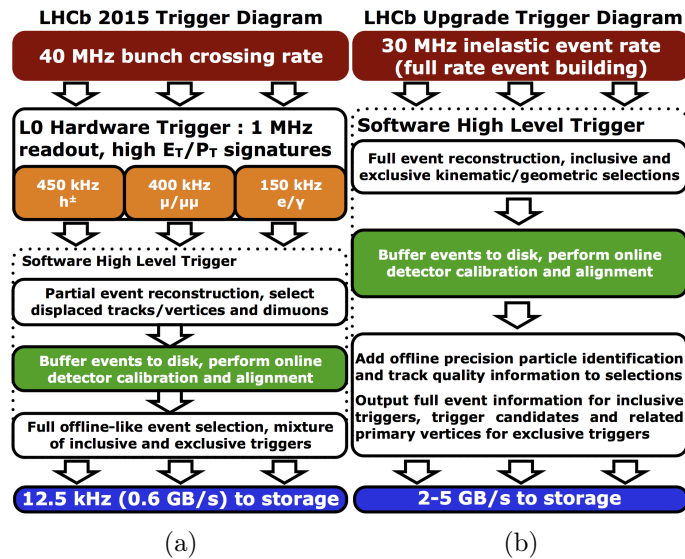 LHCb 2015 Trigger Diagram
40 MHz bunch crossing rate
L0 Hardware Trigger : 1 MHz
readout, high Eᴛ/Pᴛ signatures
450 kHz
h±
400 kHz
μ/μμ
150 kHz
e/γ
Software High Level Trigger
Partial event reconstruction, select
displaced tracks/vertices and dimuons
Buffer events to disk, perform online
detector calibration and alignment
Full offline-like event selection, mixture
of inclusive and exclusive triggers
12.5 kHz (0.6 GB/s) to storage
(a)
LHCb Upgrade Trigger Diagram
30 MHz inelastic event rate
(full rate event building)
Software High Level Trigger
Full event reconstruction, inclusive and
exclusive kinematic/geometric selections
Buffer events to disk, perform online
detector calibration and alignment
Add offline precision particle identification
and track quality information to selections
Output full event information for inclusive
triggers, trigger candidates and related
primary vertices for exclusive triggers
2-5 GB/s to storage
(b)